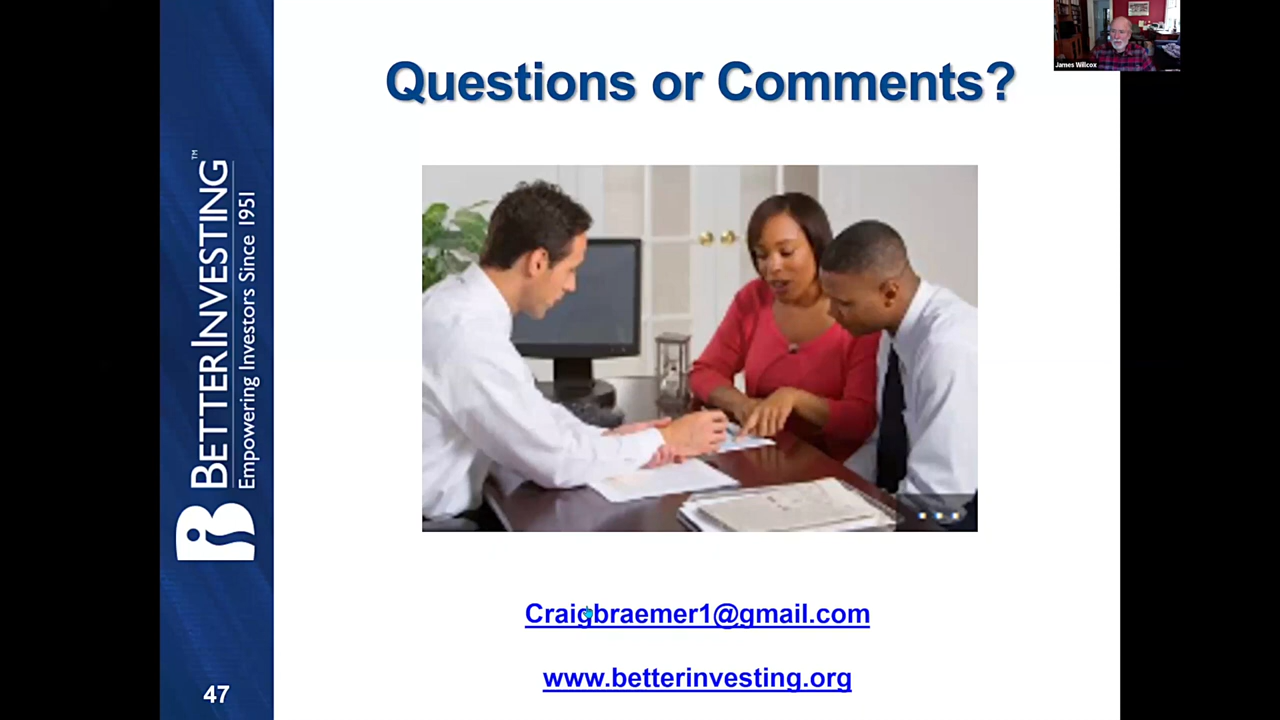 Questions or Comments?
James Willcox
BETTERINVESTING™
Empowering Investors Since 1951
Craigbraemer1@gmail.com
www.betterinvesting.org
47